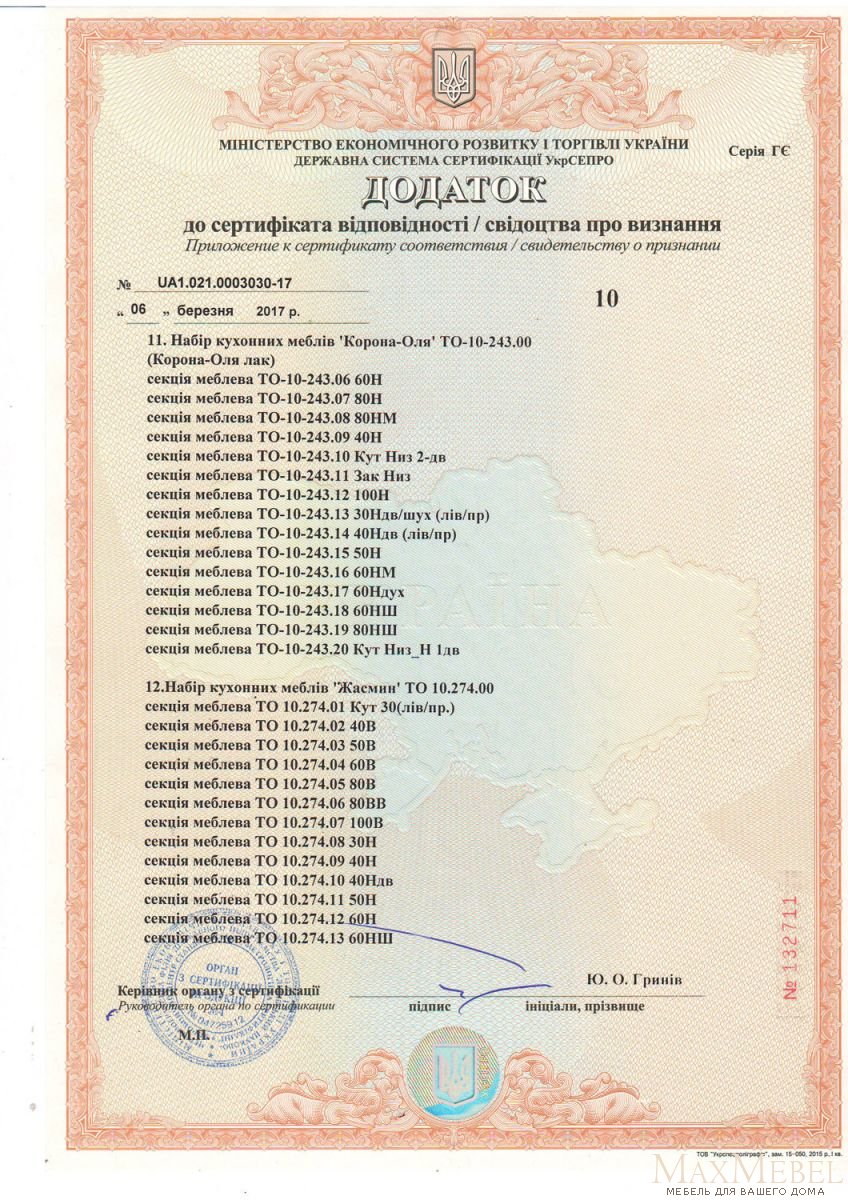 МІНІСТЕРСТВО ЕКОНОМІЧНОГО РОЗВИТКУ І ТОРГІВЛІ УКРАЇНИ
ДЕРЖАВНА СИСТЕМА СЕРТИФІКАЦІЇ УкрСЕПРО
Серія ГЄ
ДОДАТОК
до сертифіката відповідності / свідоцтва про визнання
Приложение к сертификату соответствия / свидетельству о признании
№ UA1.021.0003030-17
„ 06 „ березня 2017 р.
10
11. Набір кухонних меблів 'Корона-Оля' ТО-10-243.00
(Корона-Оля лак)
секція меблева ТО-10-243.06 60Н
секція меблева ТО-10-243.07 80Н
секція меблева ТО-10-243.08 80НМ
секція меблева ТО-10-243.09 40Н
секція меблева ТО-10-243.10 Кут Низ 2-дв
секція меблева ТО-10-243.11 Зак Низ
секція меблева ТО-10-243.12 100Н
секція меблева ТО-10-243.13 30Ндв/шух (лів/пр)
секція меблева ТО-10-243.14 40Ндв (лів/пр)
секція меблева ТО-10-243.15 50Н
секція меблева ТО-10-243.16 60НМ
секція меблева ТО-10-243.17 60Ндух
секція меблева ТО-10-243.18 60НШ
секція меблева ТО-10-243.19 80НШ
секція меблева ТО-10-243.20 Кут Низ_Н 1дв
12.Набір кухонних меблів 'Жасмин' ТО 10.274.00
секція меблева ТО 10.274.01 Кут 30(лів/пр.)
секція меблева ТО 10.274.02 40В
секція меблева ТО 10.274.03 50В
секція меблева ТО 10.274.04 60В
секція меблева ТО 10.274.05 80В
секція меблева ТО 10.274.06 80ВВ
секція меблева ТО 10.274.07 100В
секція меблева ТО 10.274.08 30Н
секція меблева ТО 10.274.09 40Н
секція меблева ТО 10.274.10 40Ндв
секція меблева ТО 10.274.11 50Н
секція меблева ТО 10.274.12 60Н
секція меблева ТО 10.274.13 60НШ
УКРАЇНА
№ 132711
ОРГАН
З СЕРТИФІКАЦІЇ
04725912
Керівник органу з сертифікації
Руководитель органа по сертификации
М.П.
підпис
Ю. О. Гринів
ініціали, прізвище
ТОВ "Укрспецполіграфія", зам. 15-050, 2015 р., І кв.
MAXMEBEL
МЕБЕЛЬ ДЛЯ ВАШЕГО ДОМА